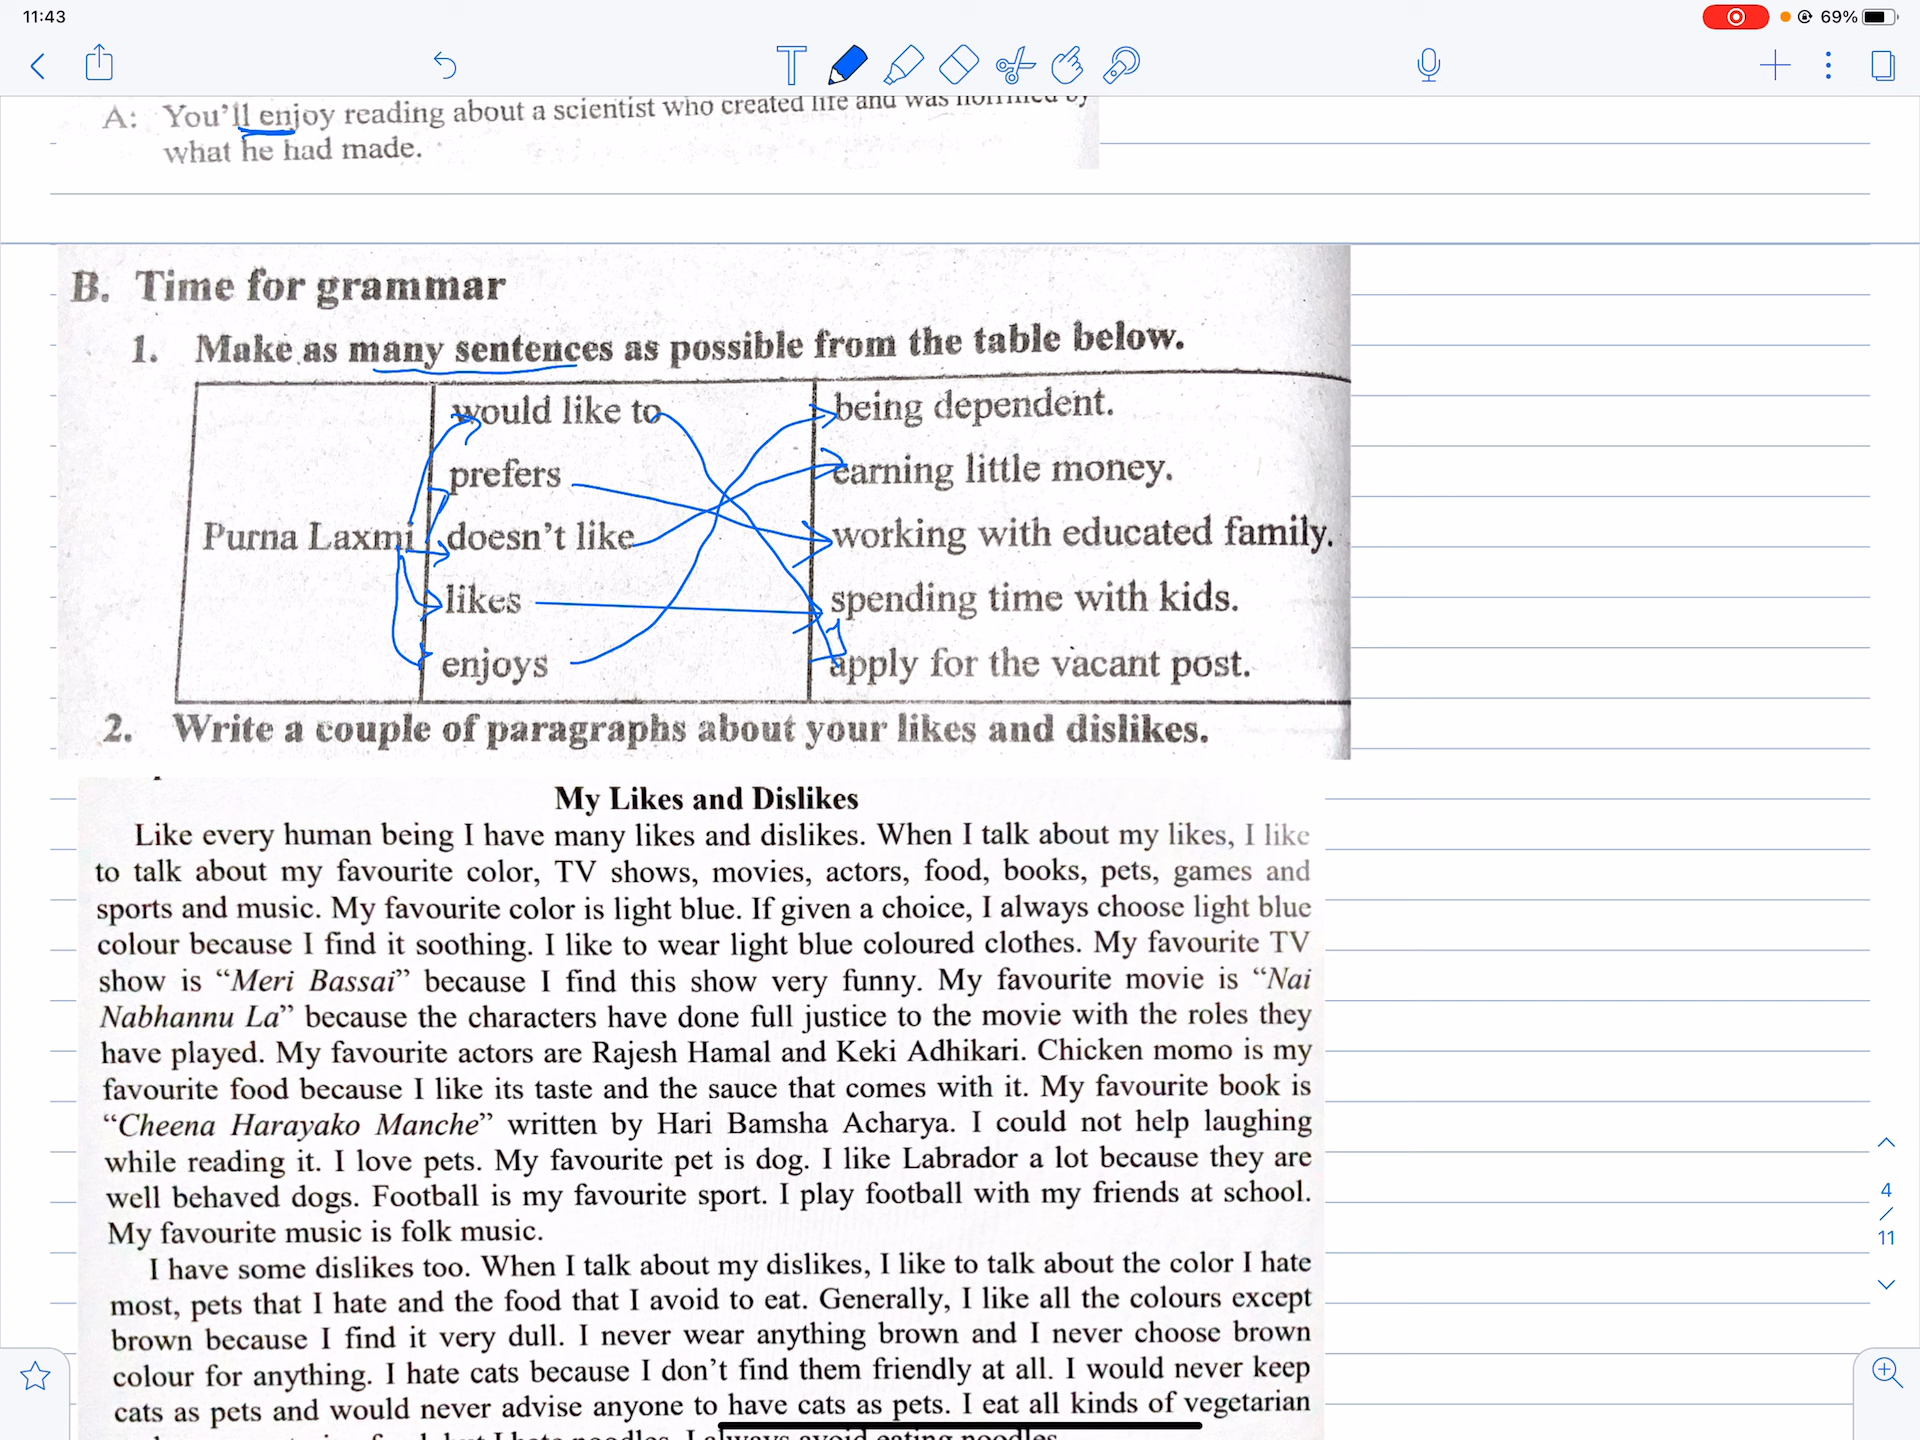 11:43
69%
A: You'll enjoy reading about a scientist who created life and was horrified by
what he had made.
B. Time for grammar
1. Make as many sentences as possible from the table below.
would like to being dependent.
prefers earning little money.
Purna Laxmi doesn't like working with educated family.
likes spending time with kids.
enjoys apply for the vacant post.
2. Write a couple of paragraphs about your likes and dislikes.
My Likes and Dislikes
Like every human being I have many likes and dislikes. When I talk about my likes, I like
to talk about my favourite color, TV shows, movies, actors, food, books, pets, games and
sports and music. My favourite color is light blue. If given a choice, I always choose light blue
colour because I find it soothing. I like to wear light blue coloured clothes. My favourite TV
show is “Meri Bassai” because I find this show very funny. My favourite movie is “Nai
Nabhannu La” because the characters have done full justice to the movie with the roles they
have played. My favourite actors are Rajesh Hamal and Keki Adhikari. Chicken momo is my
favourite food because I like its taste and the sauce that comes with it. My favourite book is
“Cheena Harayako Manche” written by Hari Bamsha Acharya. I could not help laughing
while reading it. I love pets. My favourite pet is dog. I like Labrador a lot because they are
well behaved dogs. Football is my favourite sport. I play football with my friends at school.
My favourite music is folk music.
I have some dislikes too. When I talk about my dislikes, I like to talk about the color I hate
most, pets that I hate and the food that I avoid to eat. Generally, I like all the colours except
brown because I find it very dull. I never wear anything brown and I never choose brown
colour for anything. I hate cats because I don't find them friendly at all. I would never keep
cats as pets and would never advise anyone to have cats as pets. I eat all kinds of vegetarian
food but I hate noodles. I always avoid eating noodles
4
/
11